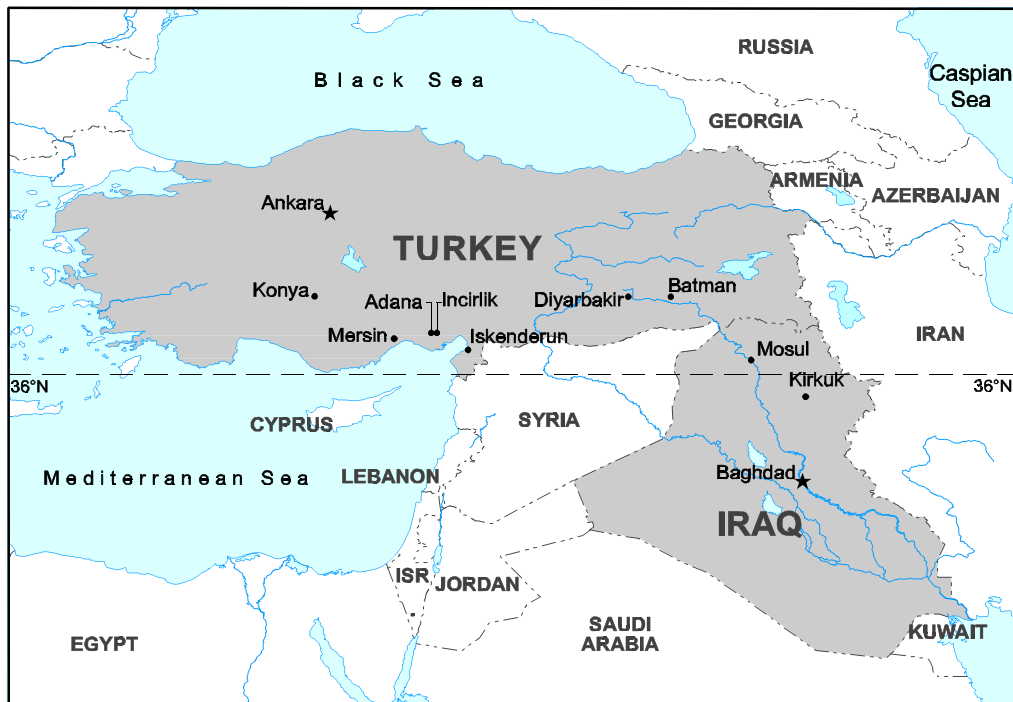 RUSSIA
Black Sea
Caspian
Sea
GEORGIA
ARMENIA
AZERBAIJAN
Ankara
TURKEY
Konya
Adana
Incirlik
Diyarbakir
Batman
Mersin
Iskenderun
IRAN
Mosul
36°N
36°N
Kirkuk
CYPRUS
SYRIA
Mediterranean Sea
LEBANON
Baghdad
IRAQ
ISR
JORDAN
SAUDI
ARABIA
KUWAIT
EGYPT